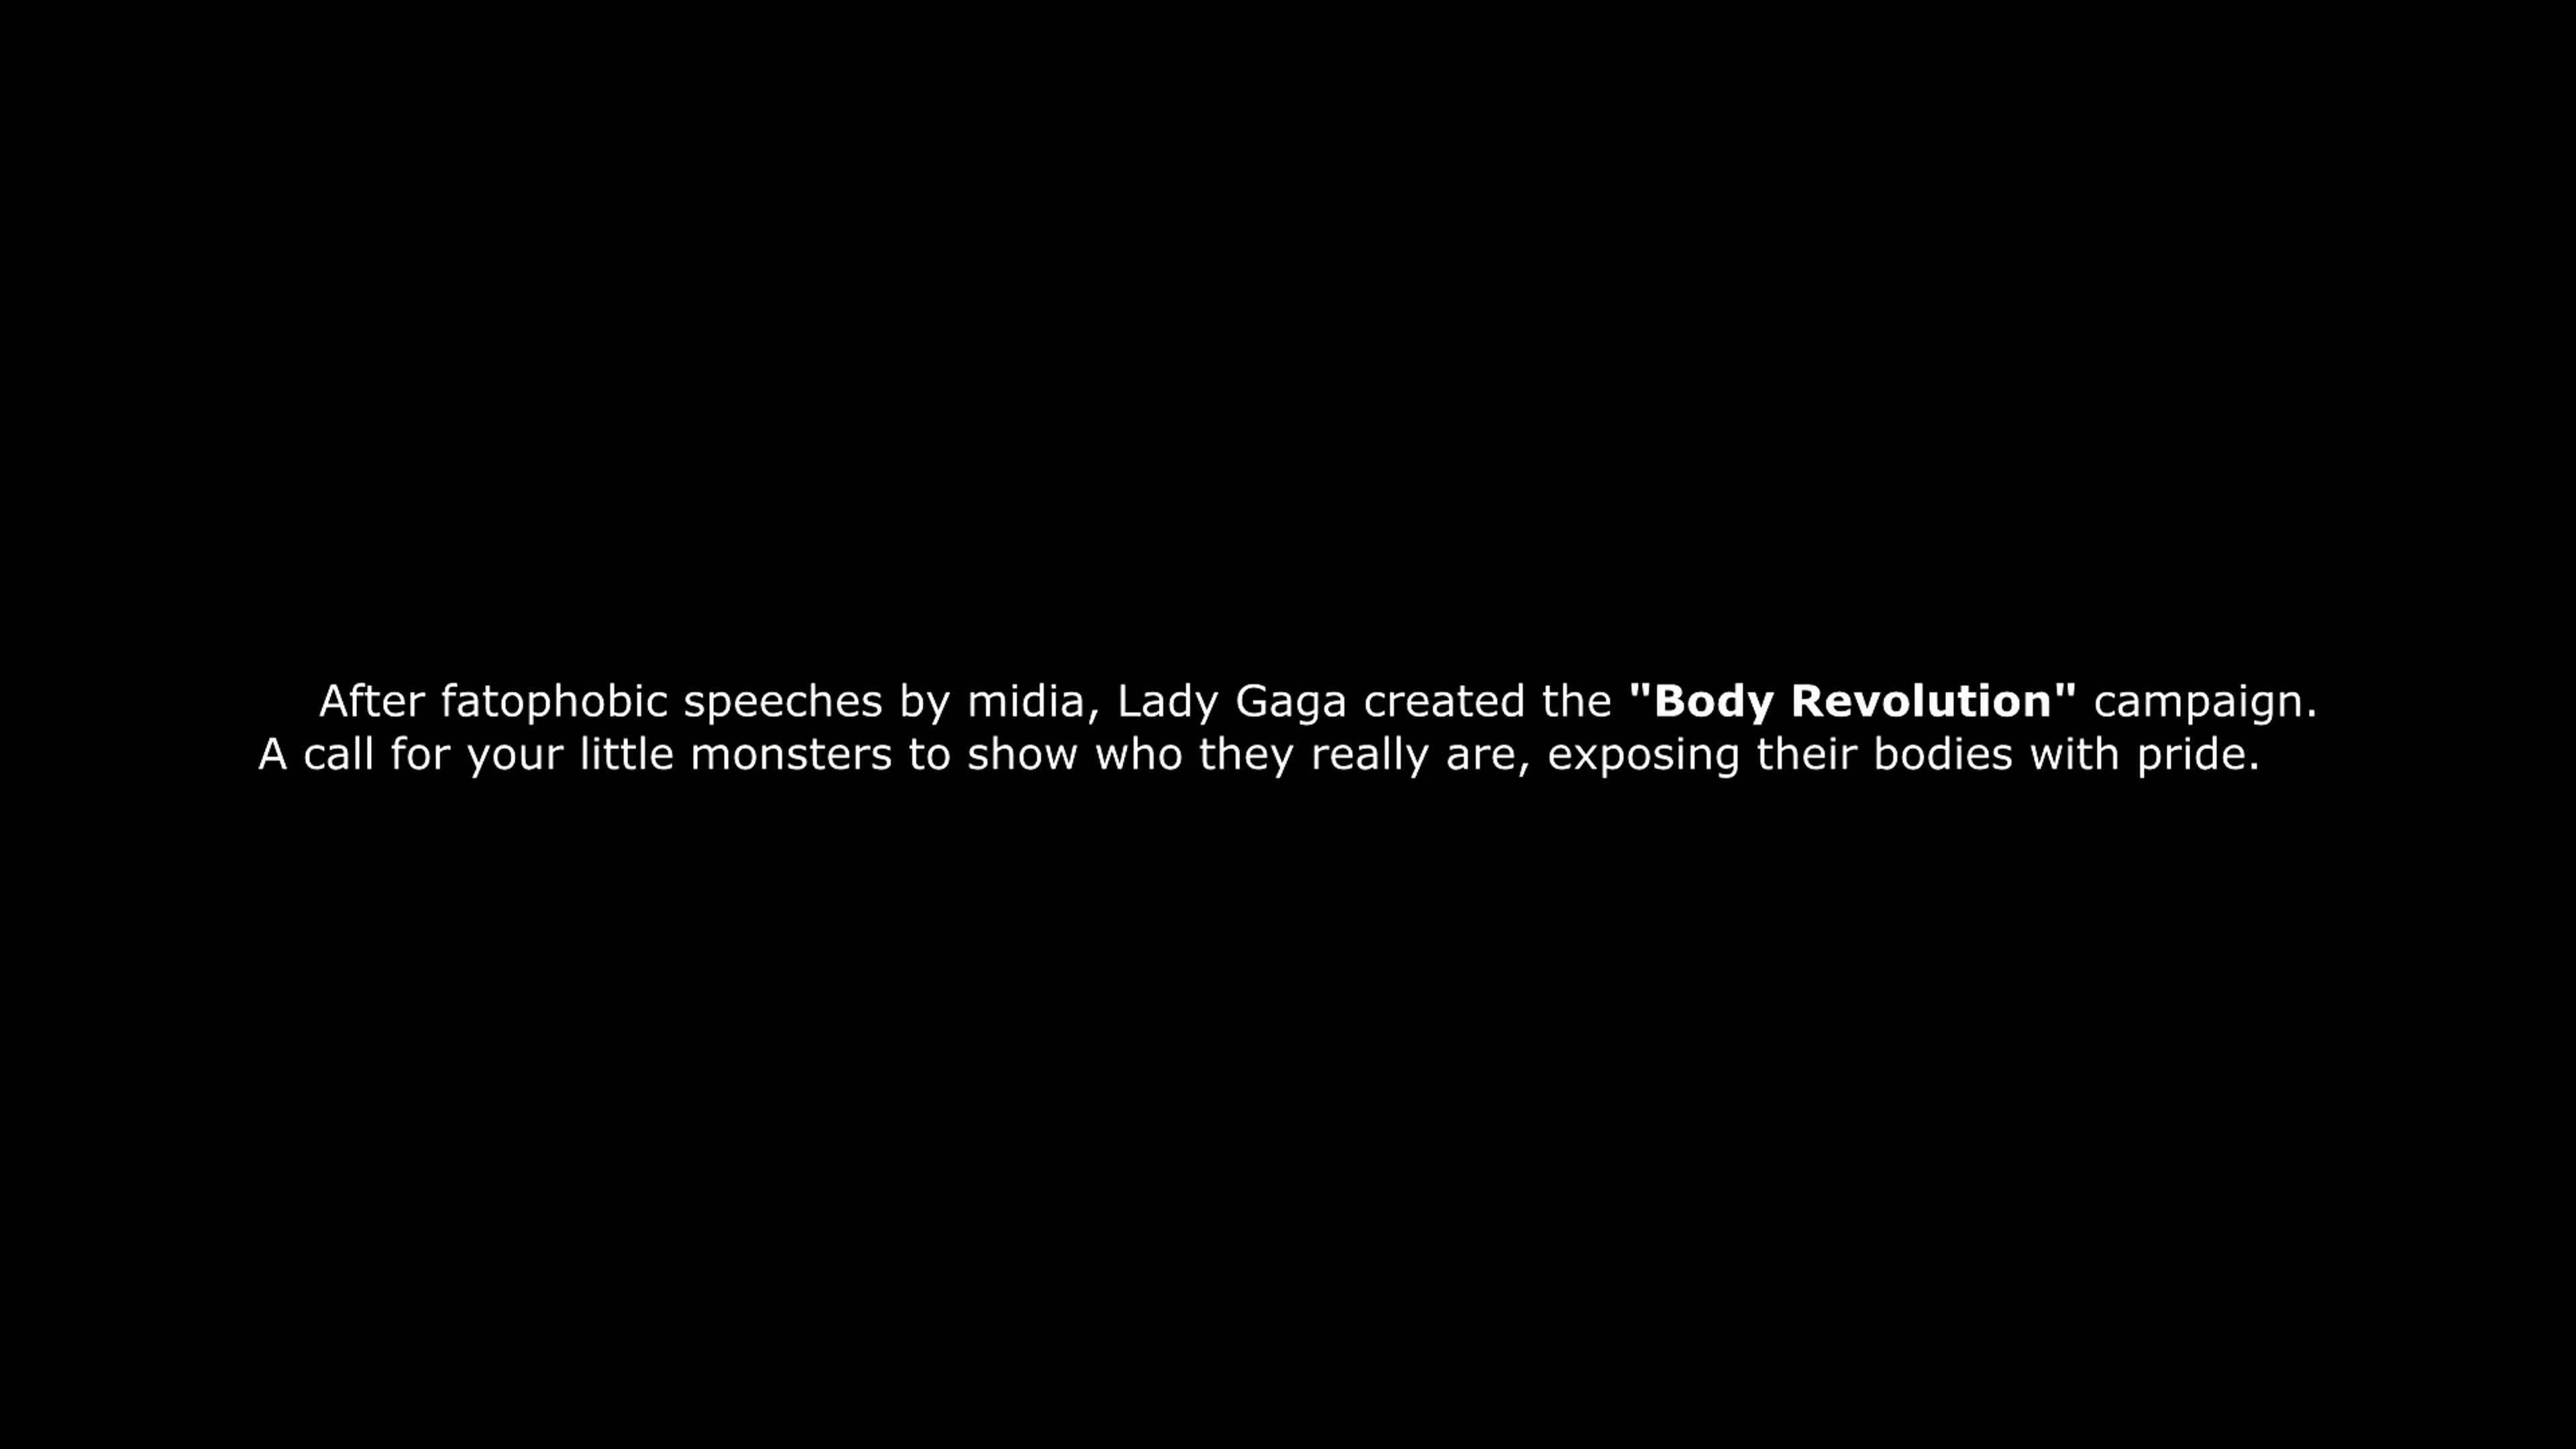 After fatophobic speeches by midia, Lady Gaga created the "Body Revolution" campaign.
A call for your little monsters to show who they really are, exposing their bodies with pride.